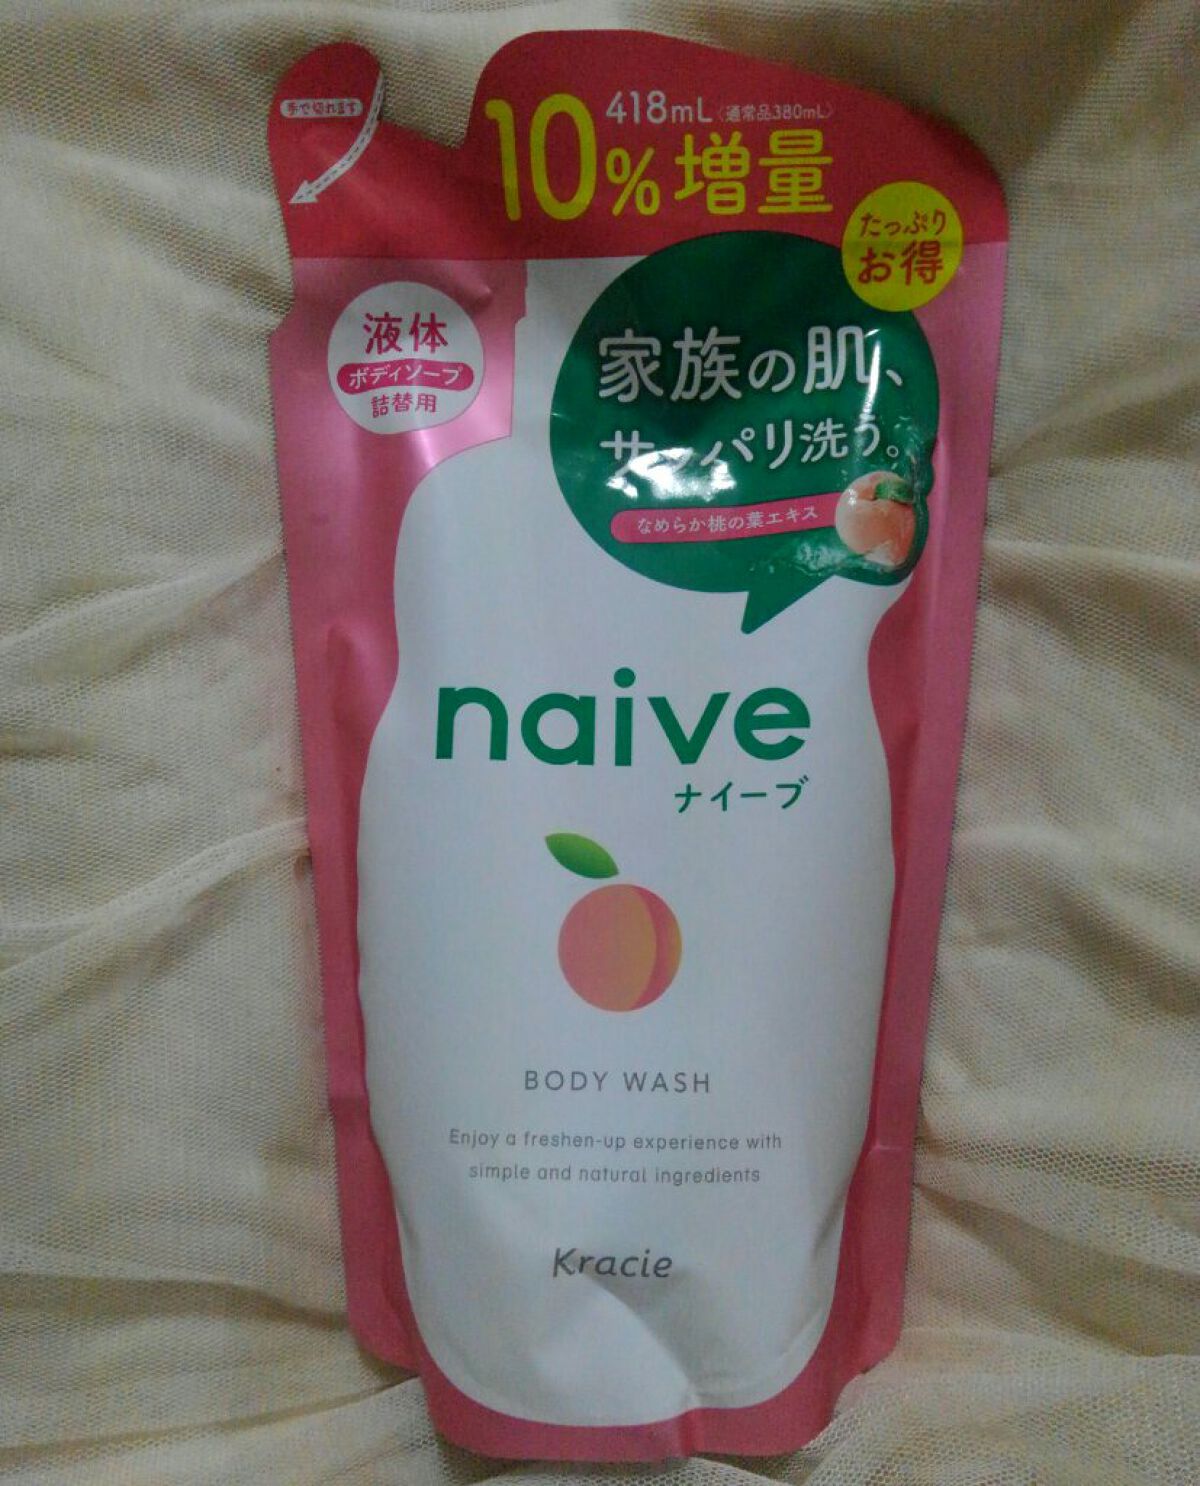 手で切れます
418mL〈通常品380mL〉
10%増量
たっぷり
お得
液体
ボディソープ
詰替用
家族の肌、
サッパリ洗う。
なめらか桃の葉エキス
naive
ナイーブ
BODY WASH
Enjoy a freshen-up experience with
simple and natural ingredients
Kracie